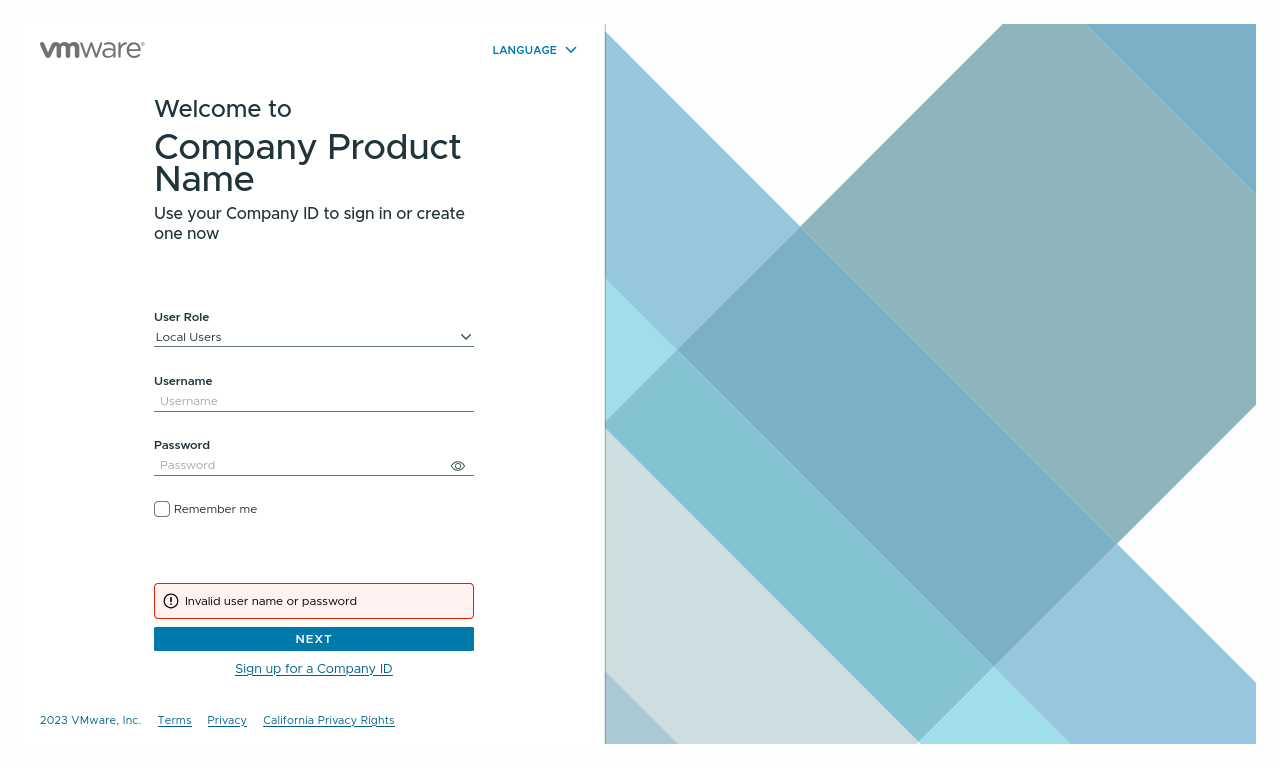 vmware®
LANGUAGE
Welcome to
Company Product
Name
Use your Company ID to sign in or create
one now
User Role
Local Users
Username
Username
Password
Password
Remember me
Invalid user name or password
NEXT
Sign up for a Company ID
2023 VMware, Inc. Terms Privacy California Privacy Rights